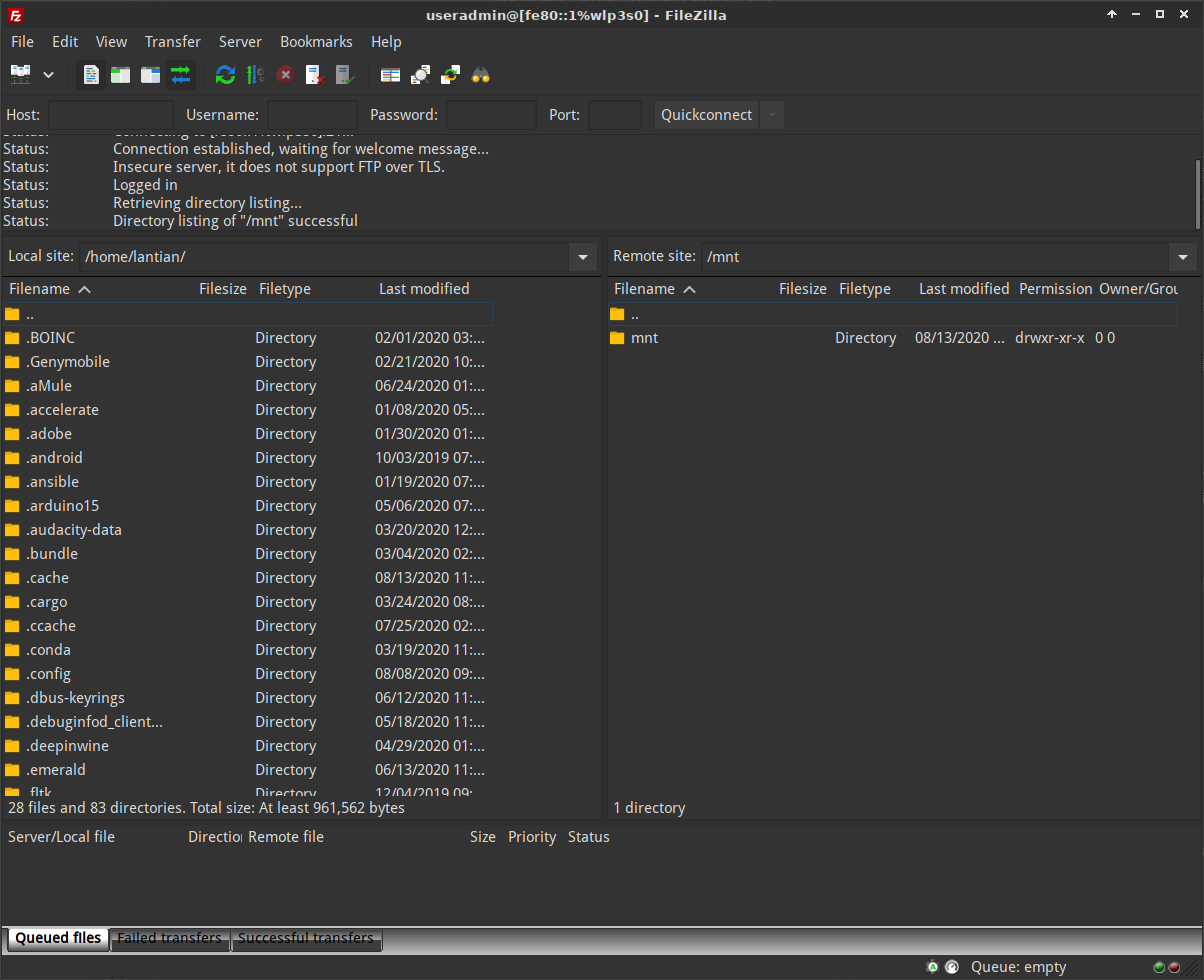 useradmin@[fe80::1%wlp3s0] - FileZilla
File Edit View Transfer Server Bookmarks Help
Host: Username: Password: Port: Quickconnect
Status: Connection established, waiting for welcome message...
Status: Insecure server, it does not support FTP over TLS.
Status: Logged in
Status: Retrieving directory listing...
Status: Directory listing of "/mnt" successful
Local site: /home/lantian/ Remote site: /mnt
Filename Filesize Filetype Last modified Filename Filesize Filetype Last modified Permission Owner/Grou
.. ..
.BOINC Directory 02/01/2020 03:... mnt Directory 08/13/2020 ... drwxr-xr-x 0 0
.Genymobile Directory 02/21/2020 10:...
.aMule Directory 06/24/2020 01:...
.accelerate Directory 01/08/2020 05:...
.adobe Directory 01/30/2020 01:...
.android Directory 10/03/2019 07:...
.ansible Directory 01/19/2020 07:...
.arduino15 Directory 05/06/2020 07:...
.audacity-data Directory 03/20/2020 12:...
.bundle Directory 03/04/2020 02:...
.cache Directory 08/13/2020 11:...
.cargo Directory 03/24/2020 08:...
.ccache Directory 07/25/2020 02:...
.conda Directory 03/19/2020 11:...
.config Directory 08/08/2020 09:...
.dbus-keyrings Directory 06/12/2020 11:...
.debuginfod_client... Directory 05/18/2020 11:...
.deepinwine Directory 04/29/2020 01:...
.emerald Directory 06/13/2020 11:...
.fltk Directory 12/04/2019 09:...
28 files and 83 directories. Total size: At least 961,562 bytes 1 directory
Server/Local file Direction Remote file Size Priority Status
Queued files Failed transfers Successful transfers
Queue: empty